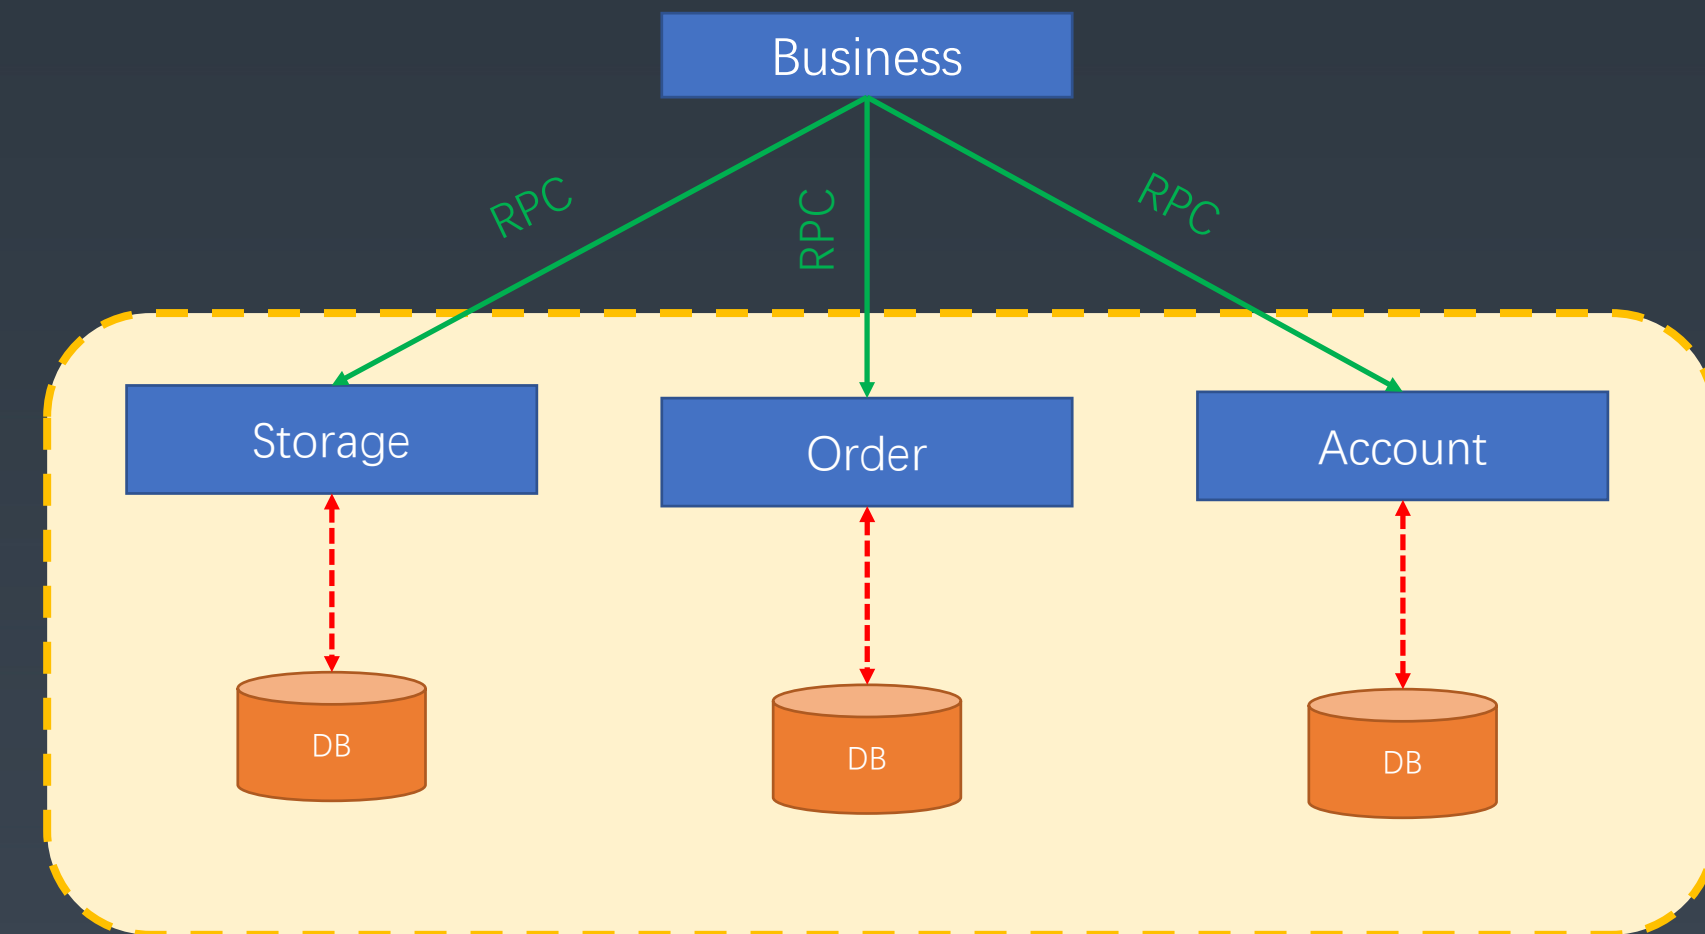 Business
RPC
RPC
RPC
Storage
Order
Account
DB
DB
DB